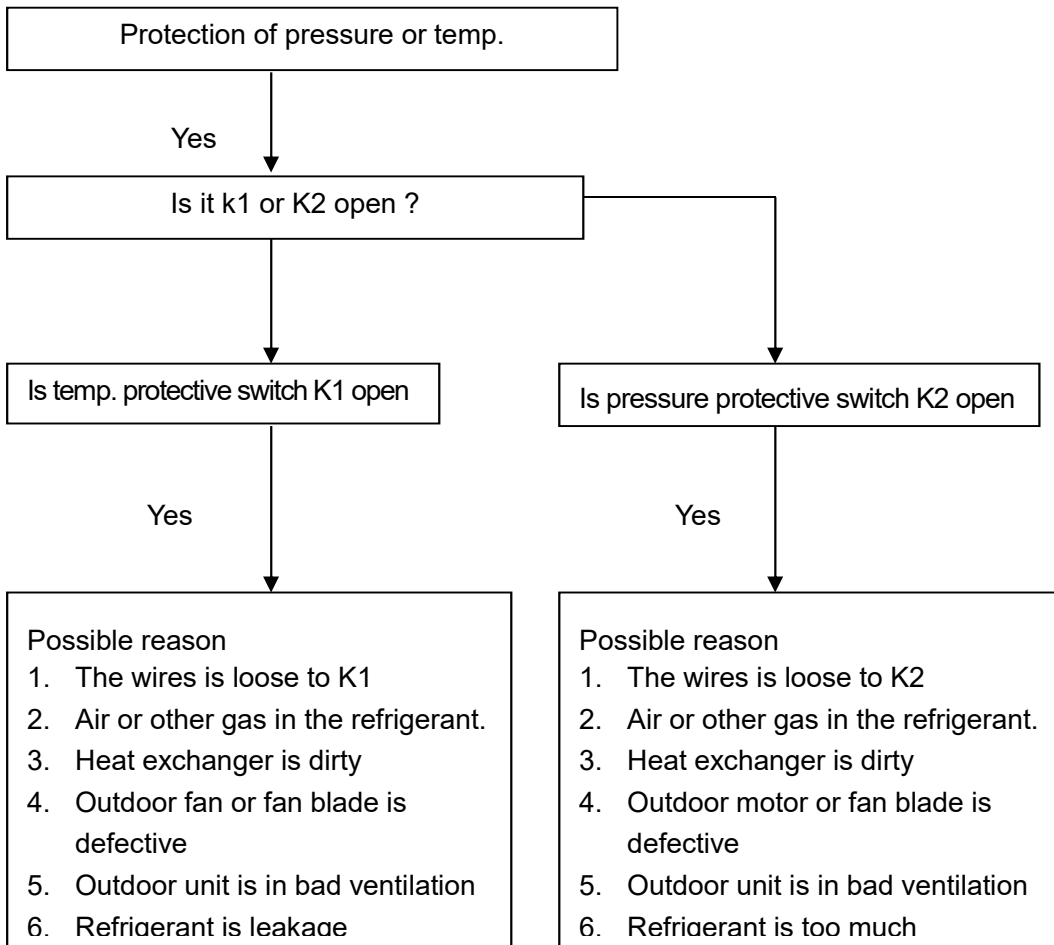 Protection of pressure or temp.
Yes
Is it k1 or K2 open ?
Is temp. protective switch K1 open
Is pressure protective switch K2 open
Yes
Yes
Possible reason
1. The wires is loose to K1
2. Air or other gas in the refrigerant.
3. Heat exchanger is dirty
4. Outdoor fan or fan blade is
defective
5. Outdoor unit is in bad ventilation
6. Refrigerant is leakage
Possible reason
1. The wires is loose to K2
2. Air or other gas in the refrigerant.
3. Heat exchanger is dirty
4. Outdoor motor or fan blade is
defective
5. Outdoor unit is in bad ventilation
6. Refrigerant is too much